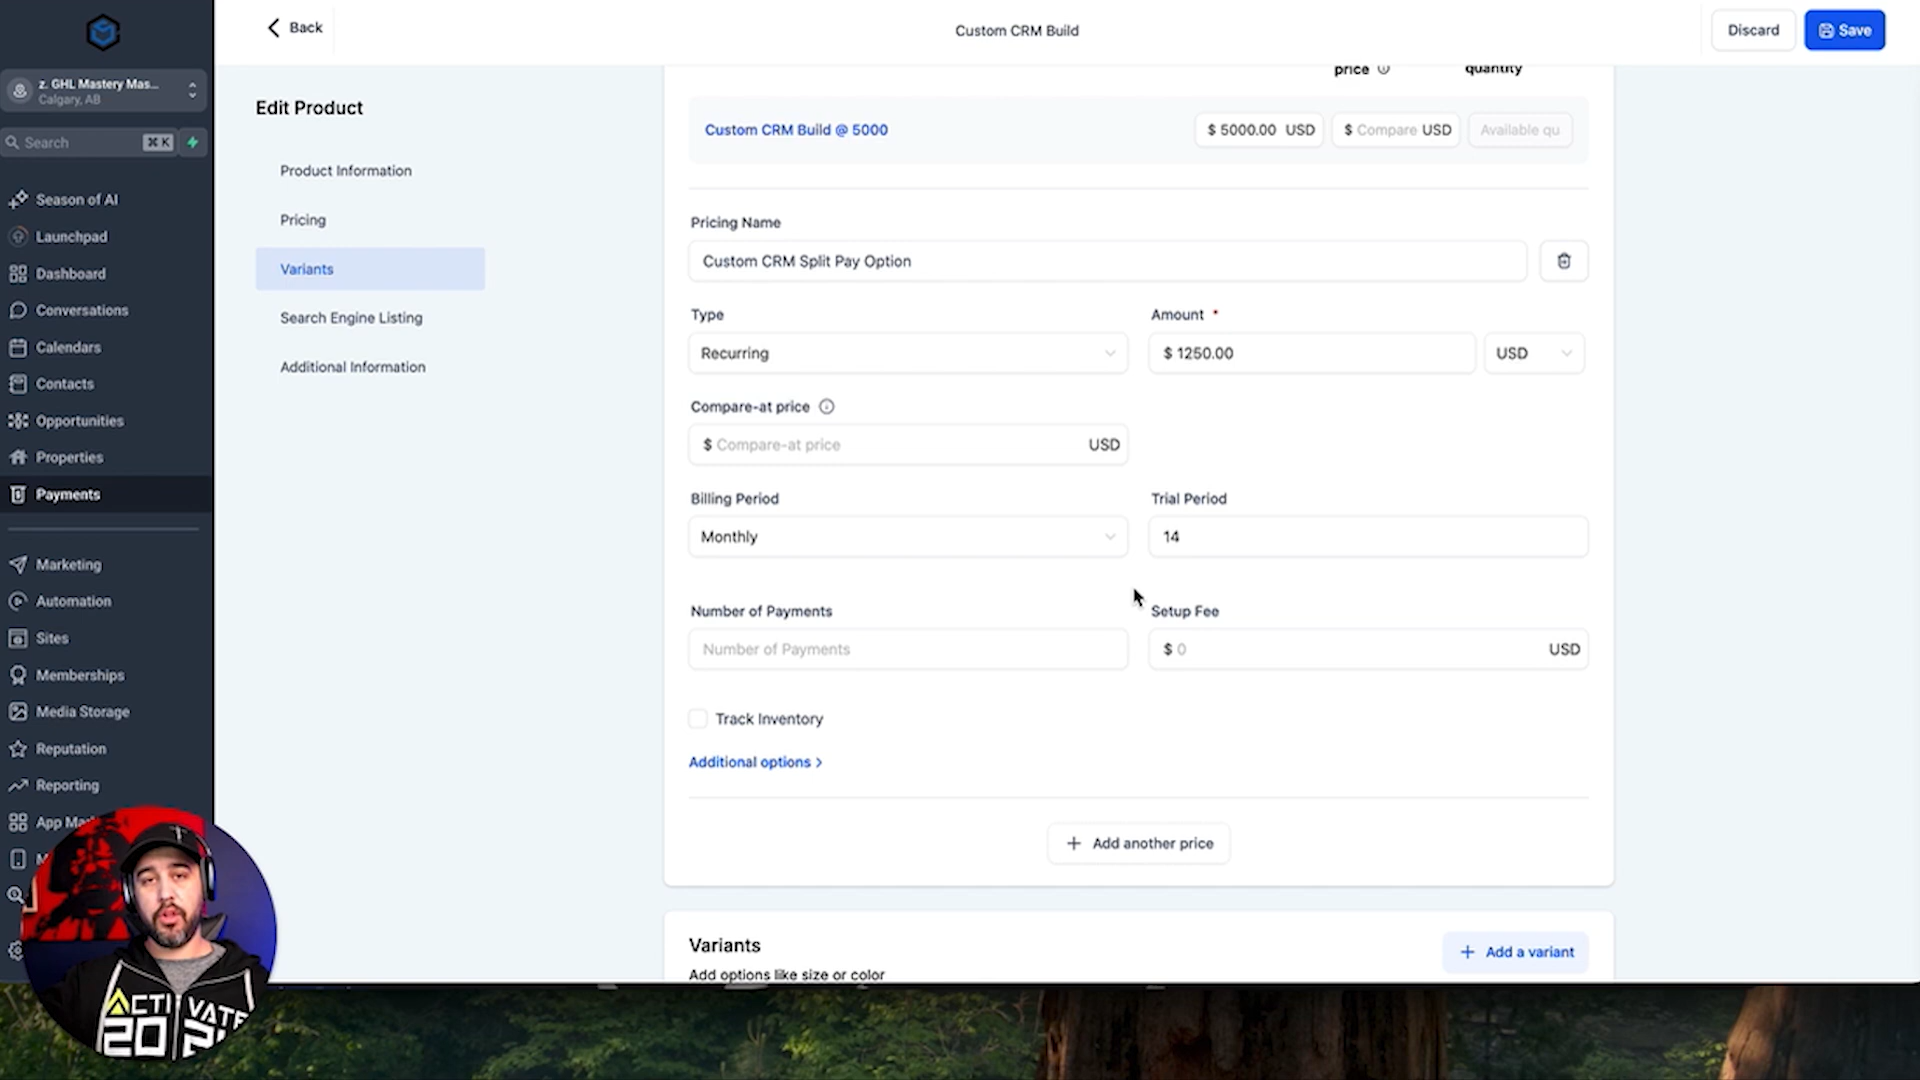 Back
Custom CRM Build
Discard
Save
z. GHL Mastery Mas...
Calgary, AB
Search
⌘ K
Season of AI
Launchpad
Dashboard
Conversations
Calendars
Contacts
Opportunities
Properties
Payments
Marketing
Automation
Sites
Memberships
Media Storage
Reputation
Reporting
App Mar
M
Edit Product
Product Information
Pricing
Variants
Search Engine Listing
Additional Information
price
quantity
Custom CRM Build @ 5000
$ 5000.00 USD
$ Compare USD
Available qu
Pricing Name
Custom CRM Split Pay Option
Type
Amount *
Recurring
$ 1250.00
USD
Compare-at price
$ Compare-at price USD
Billing Period
Trial Period
Monthly
14
Number of Payments
Setup Fee
Number of Payments
$ 0 USD
Track Inventory
Additional options >
+ Add another price
Variants
+ Add a variant
Add options like size or color
ACTIVATE